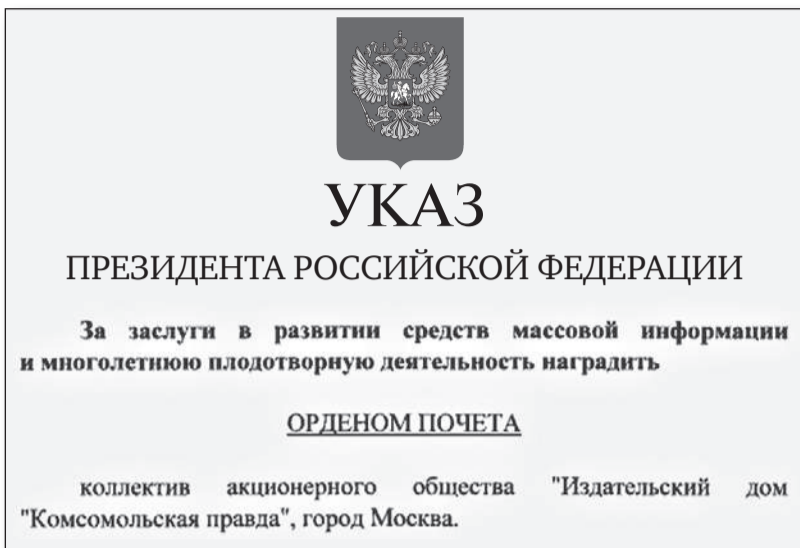 УКАЗ
ПРЕЗИДЕНТА РОССИЙСКОЙ ФЕДЕРАЦИИ
За заслуги в развитии средств массовой информации
и многолетнюю плодотворную деятельность наградить
ОРДЕНОМ ПОЧЕТА
коллектив акционерного общества "Издательский дом
"Комсомольская правда", город Москва.